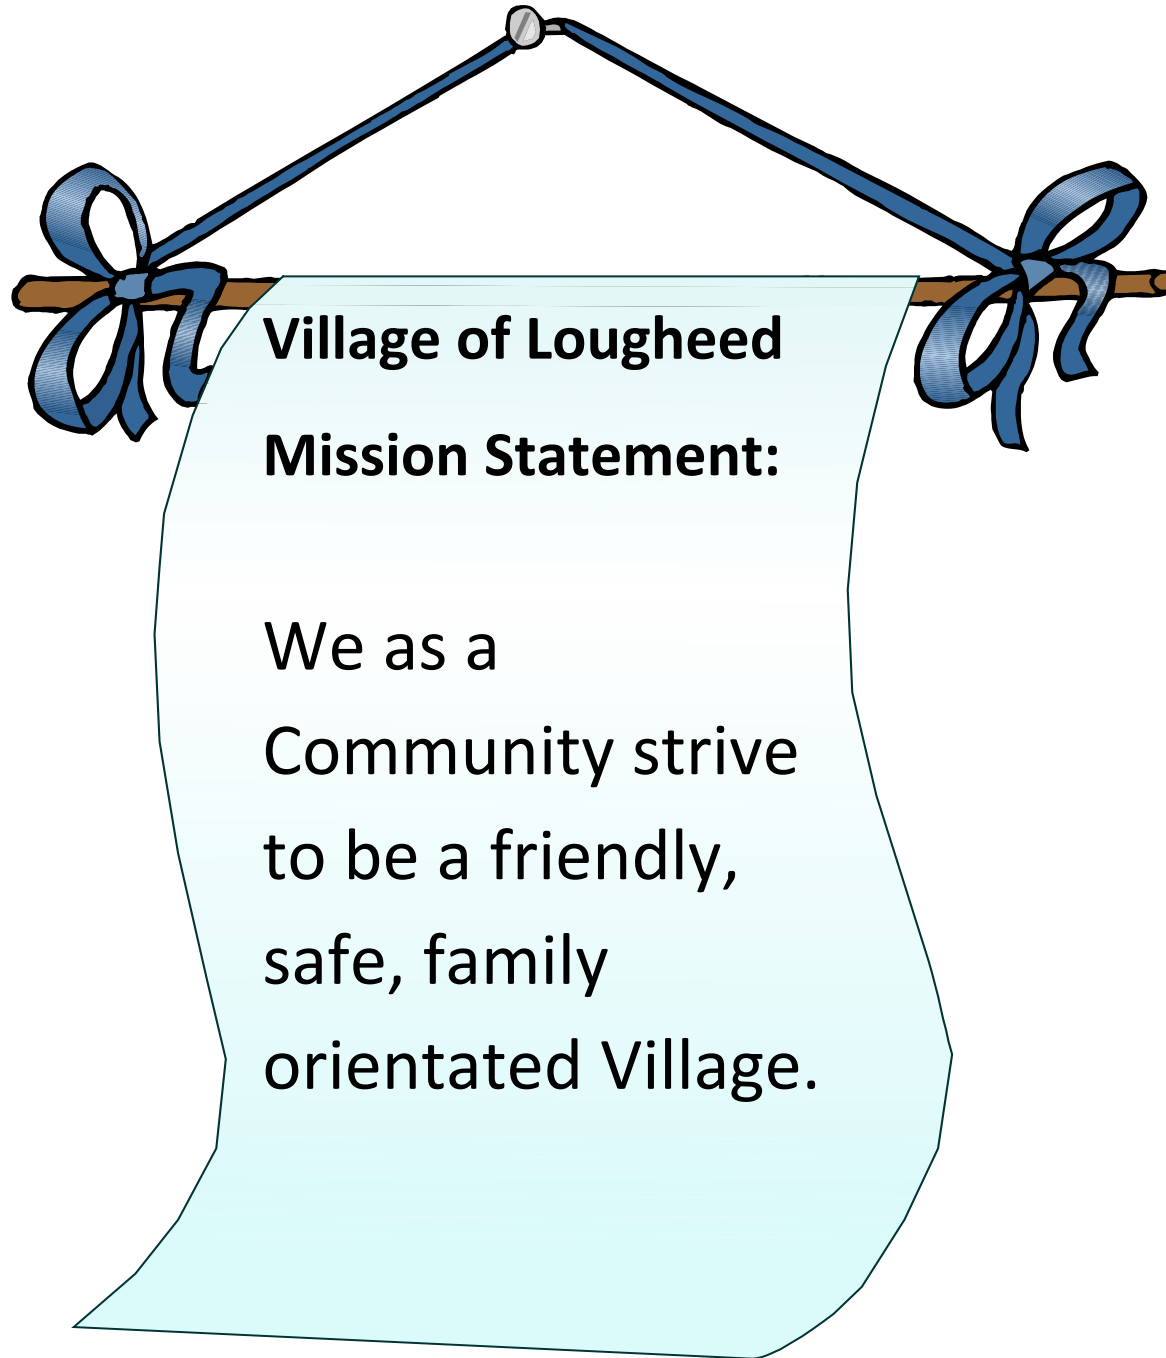 Village of Lougheed
Mission Statement:
We as a
Community strive
to be a friendly,
safe, family
orientated Village.